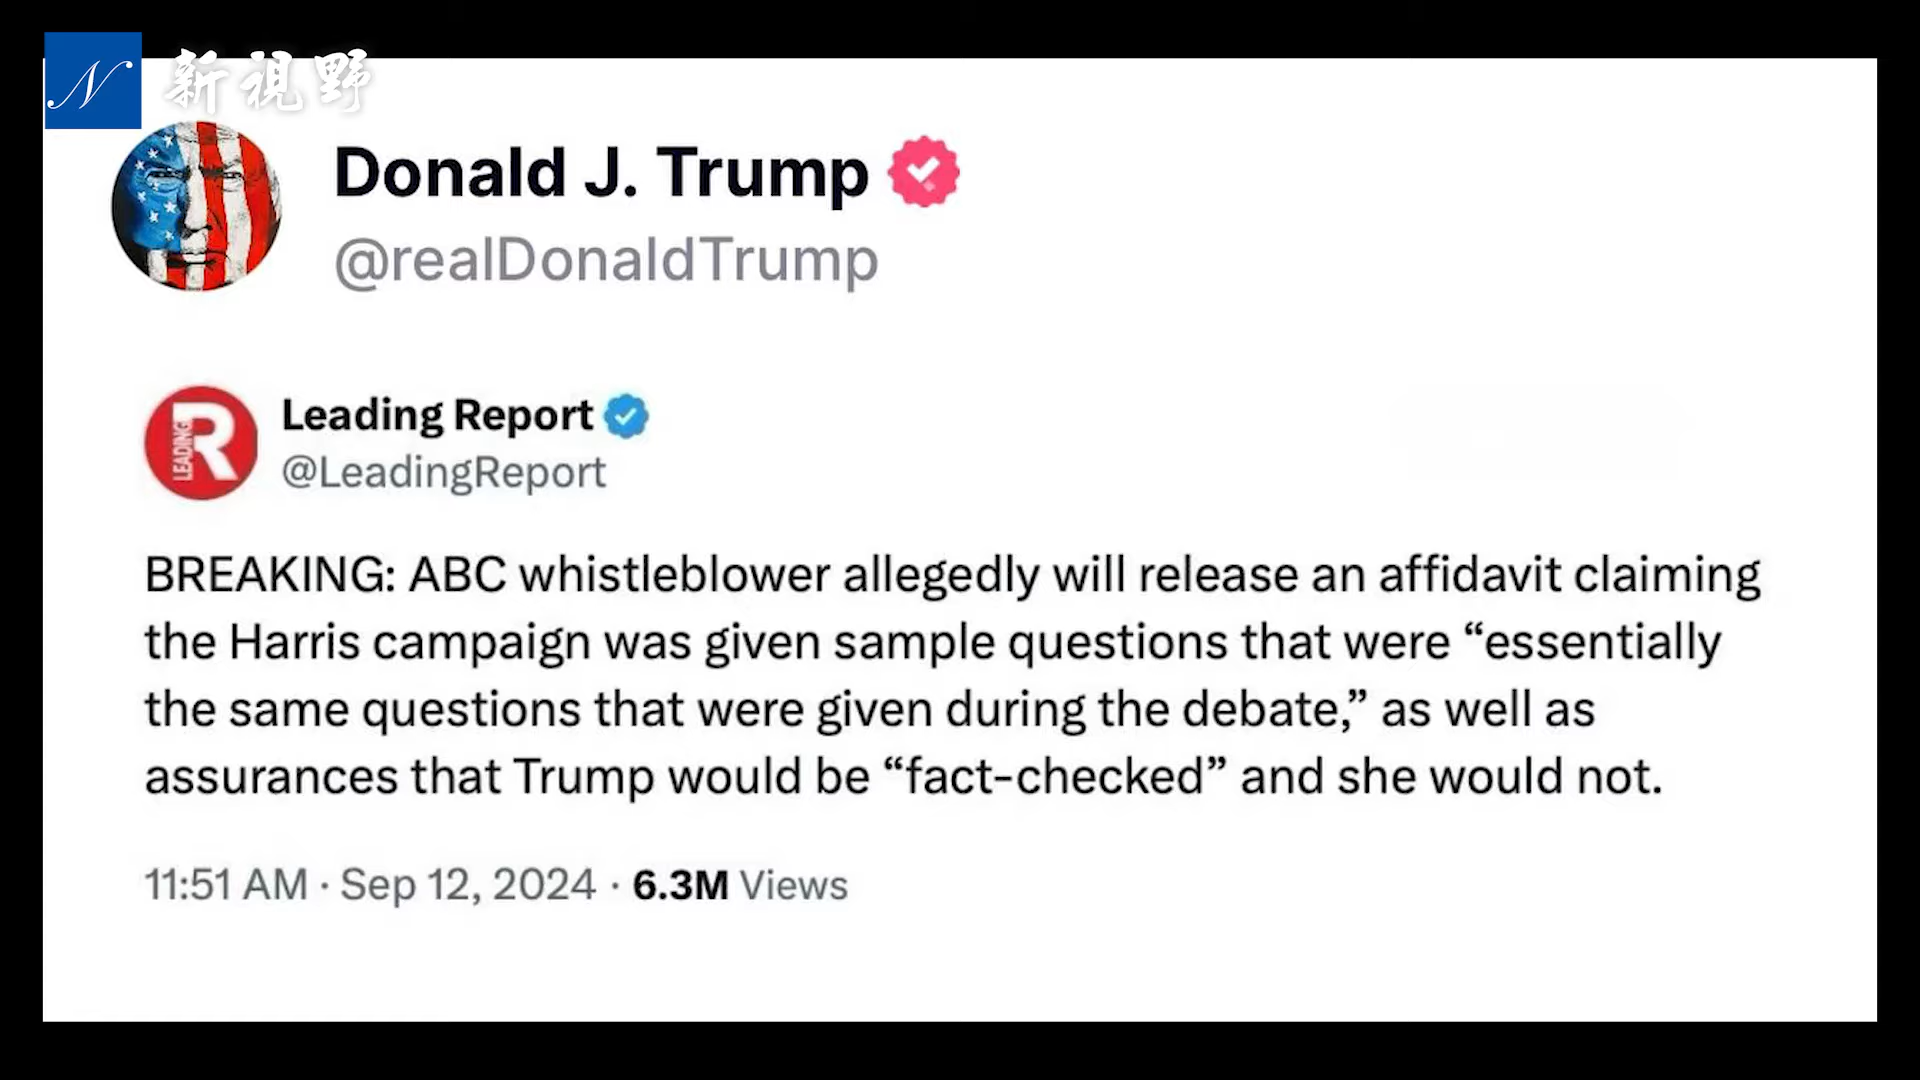 N 新視野
Donald J. Trump
@realDonaldTrump
LEADING R
Leading Report
@LeadingReport
BREAKING: ABC whistleblower allegedly will release an affidavit claiming
the Harris campaign was given sample questions that were “essentially
the same questions that were given during the debate,” as well as
assurances that Trump would be “fact-checked” and she would not.
11:51 AM · Sep 12, 2024 · 6.3M Views